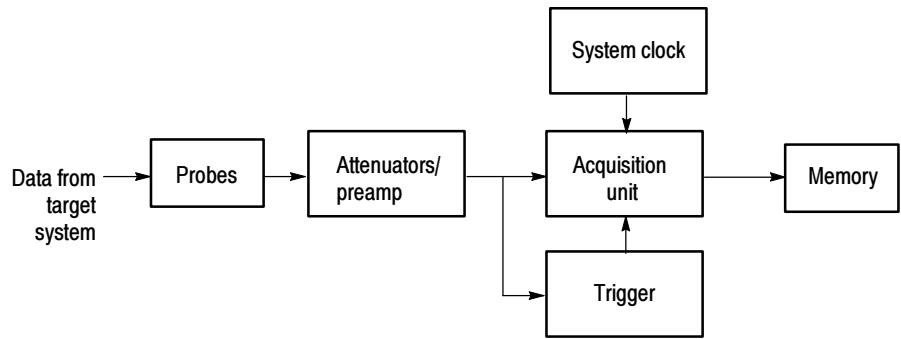 System clock
Data from
target
system
Probes
Attenuators/
preamp
Acquisition
unit
Memory
Trigger